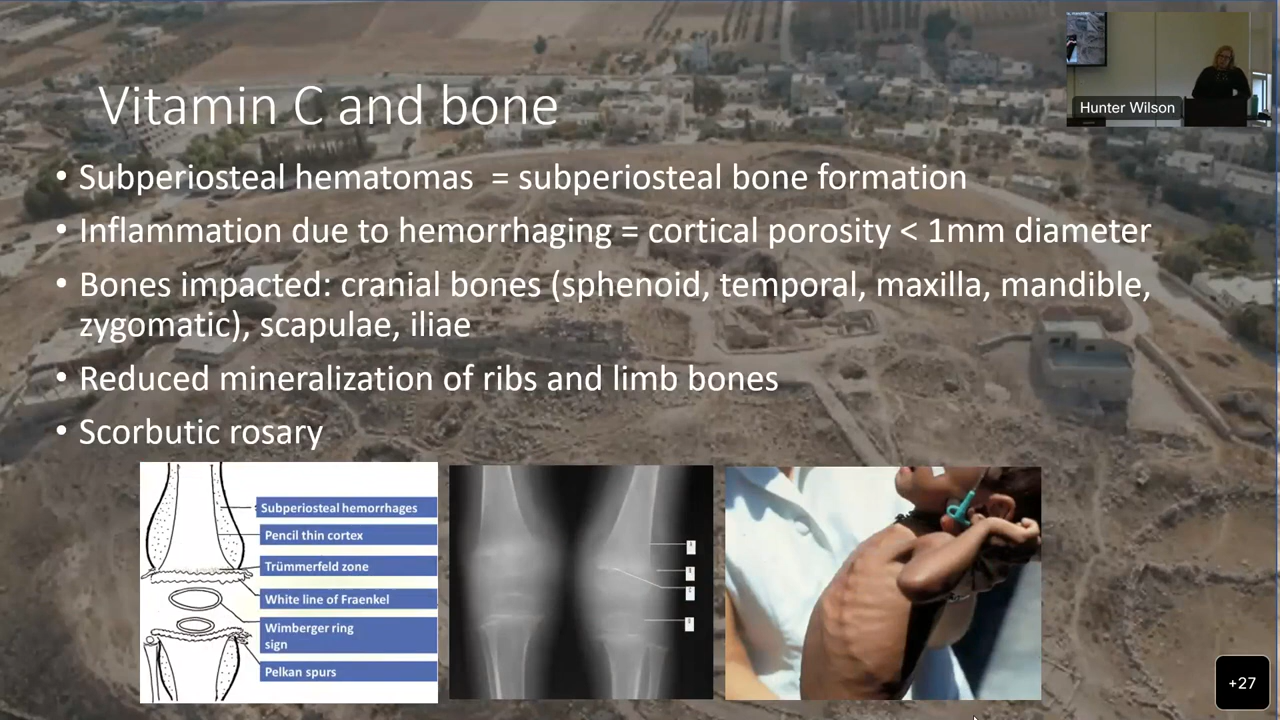 Hunter Wilson
Vitamin C and bone
• Subperiosteal hematomas = subperiosteal bone formation
• Inflammation due to hemorrhaging = cortical porosity < 1mm diameter
• Bones impacted: cranial bones (sphenoid, temporal, maxilla, mandible,
zygomatic), scapulae, iliae
• Reduced mineralization of ribs and limb bones
• Scorbutic rosary
Subperiosteal hemorrhages
Pencil thin cortex
Trümmerfeld zone
White line of Fraenkel
Wimberger ring
sign
Pelkan spurs
+27